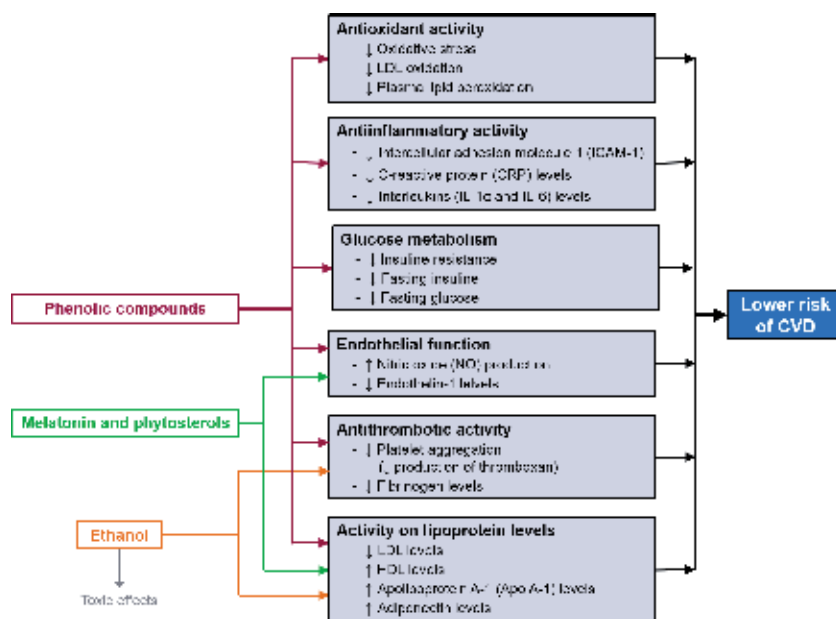 Antioxidant activity
↓ Oxidative stress
↓ LDL oxidation
↓ Plasma lipid peroxidation
Antiinflammatory activity
- ↓ Intercellular adhesion molecule 1 (ICAM-1)
- ↓ C-reactive protein (CRP) levels
- ↓ Interleukins (IL-1α and IL-6) levels
Glucose metabolism
- ↓ Insuline resistance
- ↓ Fasting insuline
- ↓ Fasting glucose
Phenolic compounds
Lower risk
of CVD
Endothelial function
- ↑ Nitric oxide (NO) production
- ↓ Endothelin-1 levels
Melatonin and phytosterols
Antithrombotic activity
- ↓ Platelet aggregation
(↓ production of thromboxan)
- ↓ Fibrinogen levels
Ethanol
Activity on lipoprotein levels
↓ LDL levels
↑ HDL levels
↑ Apolipoprotein A-1 (Apo A-1) levels
↑ Adiponectin levels
Toxic effects